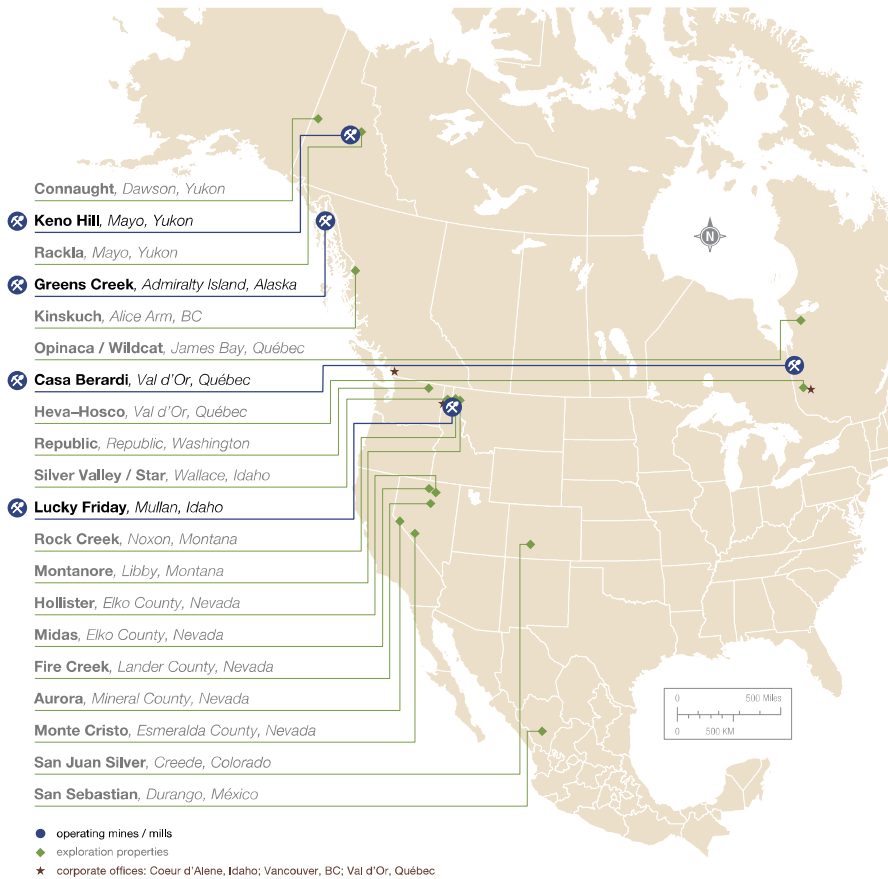 Connaught, Dawson, Yukon
Keno Hill, Mayo, Yukon
Rackla, Mayo, Yukon
Greens Creek, Admiralty Island, Alaska
Kinskuch, Alice Arm, BC
Opinaca / Wildcat, James Bay, Québec
Casa Berardi, Val d'Or, Québec
Heva–Hosco, Val d'Or, Québec
Republic, Republic, Washington
Silver Valley / Star, Wallace, Idaho
Lucky Friday, Mullan, Idaho
Rock Creek, Noxon, Montana
Montanore, Libby, Montana
Hollister, Elko County, Nevada
Midas, Elko County, Nevada
Fire Creek, Lander County, Nevada
Aurora, Mineral County, Nevada
Monte Cristo, Esmeralda County, Nevada
San Juan Silver, Creede, Colorado
San Sebastian, Durango, México
operating mines / mills
exploration properties
corporate offices: Coeur d'Alene, Idaho; Vancouver, BC; Val d'Or, Québec
N
0 500 Miles
0 500 KM